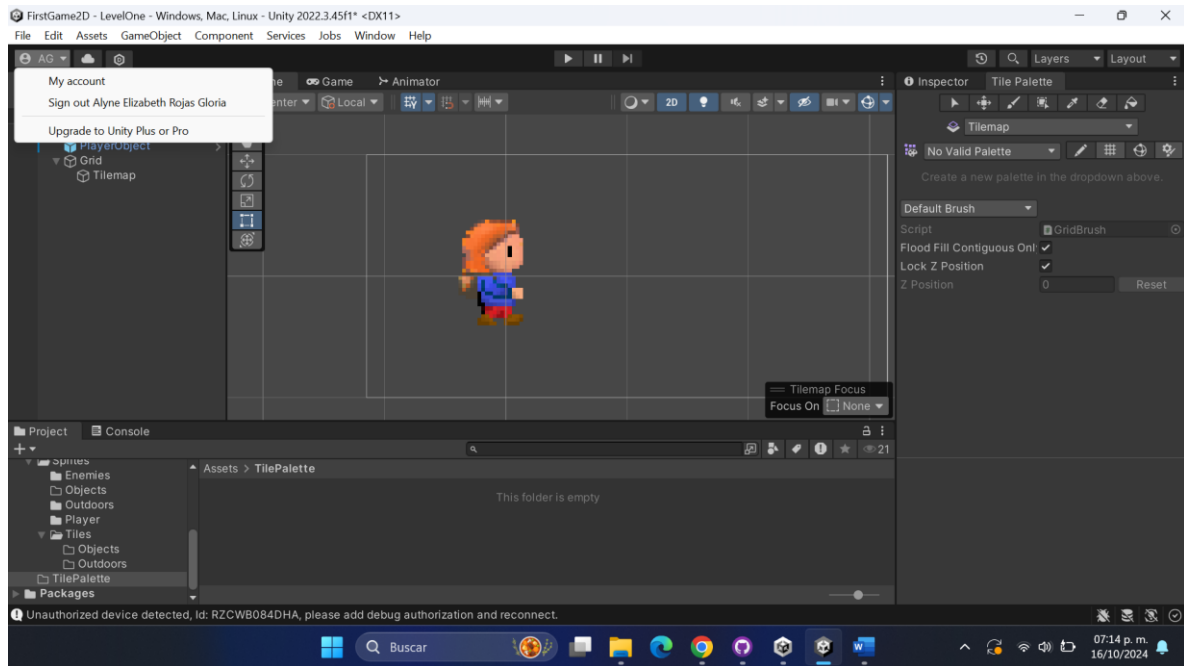 FirstGame2D - LevelOne - Windows, Mac, Linux - Unity 2022.3.45f1* <DX11>
File Edit Assets GameObject Component Services Jobs Window Help
AG
Layers Layout
My account
Sign out Alyne Elizabeth Rojas Gloria
Upgrade to Unity Plus or Pro
Game Animator
Local
2D
PlayerObject
Grid
Tilemap
Tilemap Focus
Focus On None
Inspector Tile Palette
Tilemap
No Valid Palette
Create a new palette in the dropdown above.
Default Brush
Script GridBrush
Flood Fill Contiguous Onl
Lock Z Position
Z Position 0 Reset
Project Console
21
Sprites
Enemies
Objects
Outdoors
Player
Tiles
Objects
Outdoors
TilePalette
Packages
Assets > TilePalette
This folder is empty
Unauthorized device detected, Id: RZCWB084DHA, please add debug authorization and reconnect.
Buscar
07:14 p. m.
16/10/2024